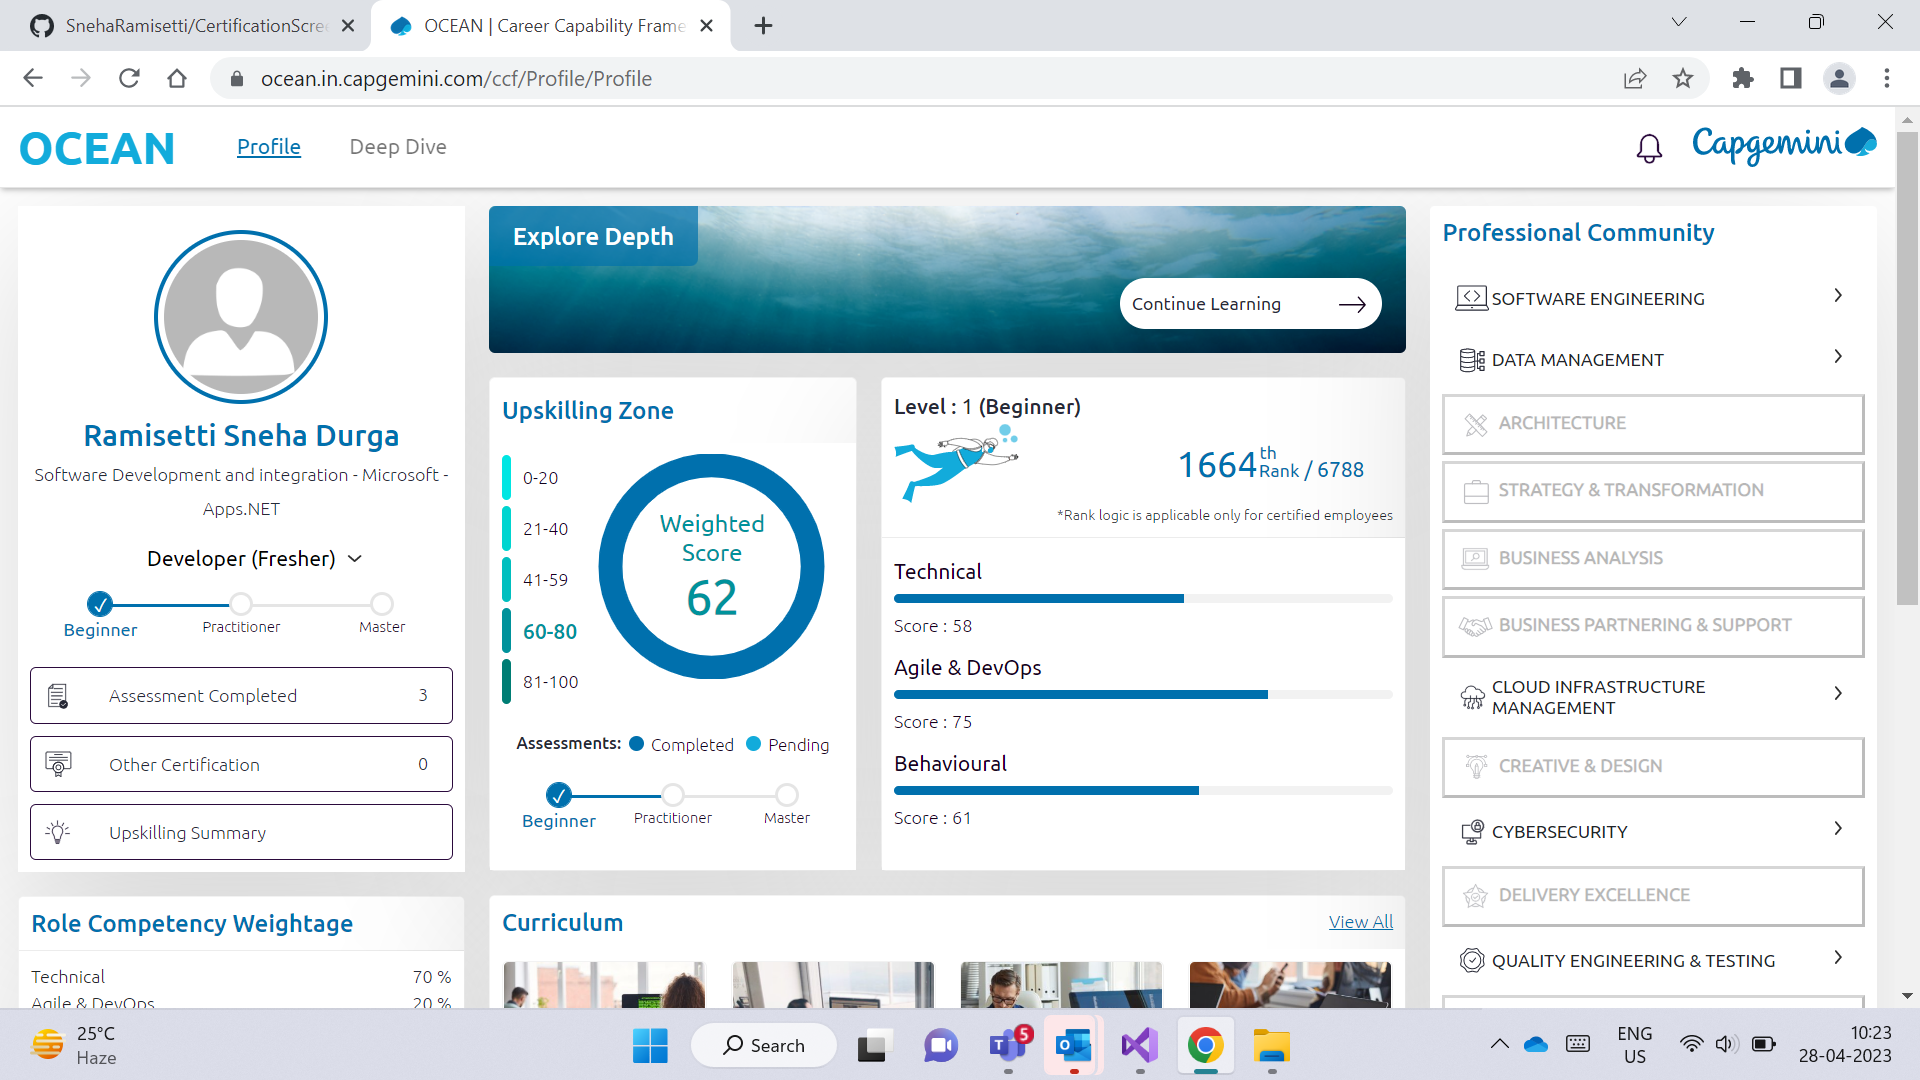 SnehaRamisetti/CertificationScree
OCEAN | Career Capability Frame
ocean.in.capgemini.com/ccf/Profile/Profile
OCEAN
Profile
Deep Dive
Capgemini
Ramisetti Sneha Durga
Software Development and integration - Microsoft -
Apps.NET
Developer (Fresher)
Beginner
Practitioner
Master
Assessment Completed 3
Other Certification 0
Upskilling Summary
Role Competency Weightage
Technical 70 %
Agile & DevOps 20 %
Explore Depth
Continue Learning
Upskilling Zone
0-20
21-40
41-59
60-80
81-100
Weighted
Score
62
Assessments: Completed Pending
Beginner
Practitioner
Master
Level : 1 (Beginner)
1664th Rank / 6788
*Rank logic is applicable only for certified employees
Technical
Score : 58
Agile & DevOps
Score : 75
Behavioural
Score : 61
Curriculum
View All
Professional Community
SOFTWARE ENGINEERING
DATA MANAGEMENT
ARCHITECTURE
STRATEGY & TRANSFORMATION
BUSINESS ANALYSIS
BUSINESS PARTNERING & SUPPORT
CLOUD INFRASTRUCTURE
MANAGEMENT
CREATIVE & DESIGN
CYBERSECURITY
DELIVERY EXCELLENCE
QUALITY ENGINEERING & TESTING
25°C
Haze
Search
5
ENG
US
10:23
28-04-2023